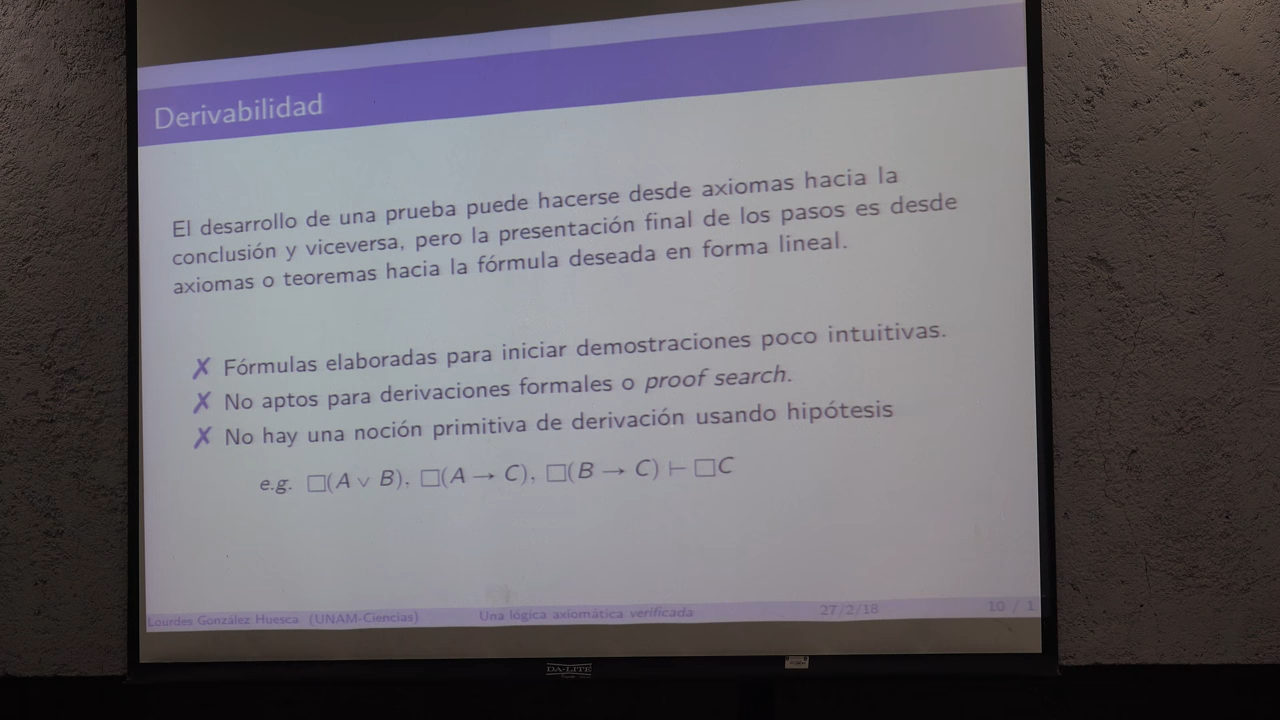 Derivabilidad
El desarrollo de una prueba puede hacerse desde axiomas hacia la
conclusión y viceversa, pero la presentación final de los pasos es desde
axiomas o teoremas hacia la fórmula deseada en forma lineal.
✗ Fórmulas elaboradas para iniciar demostraciones poco intuitivas.
✗ No aptos para derivaciones formales o proof search.
✗ No hay una noción primitiva de derivación usando hipótesis
e.g. □(A ∨ B), □(A → C), □(B → C) ⊢ □C
Lourdes González Huesca (UNAM-Ciencias) Una lógica axiomática verificada 27/2/18 10 / 1
DA-LITE